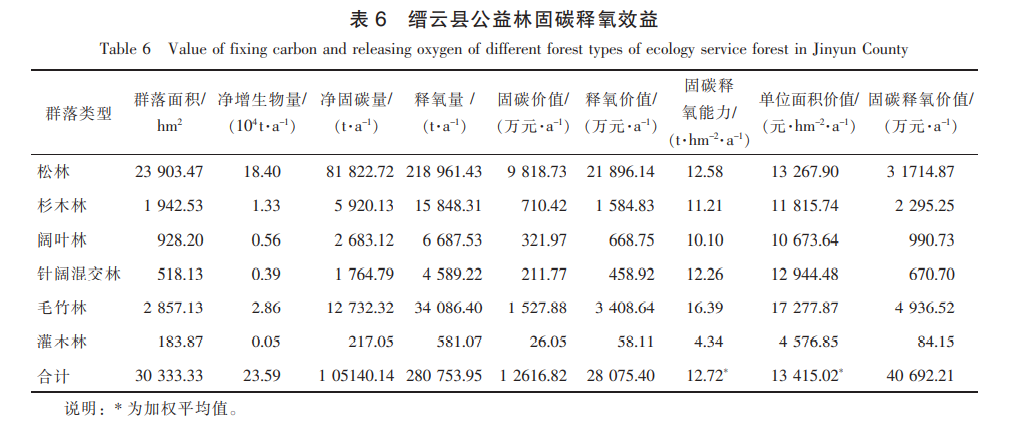 表 6 缙云县公益林固碳释氧效益
Table 6 Value of fixing carbon and releasing oxygen of different forest types of ecology service forest in Jinyun County
群落类型 群落面积/ hm² 净增生物量/ (10⁴t·a⁻¹) 净固碳量/ (t·a⁻¹) 释氧量/ (t·a⁻¹) 固碳价值/ (万元·a⁻¹) 释氧价值/ (万元·a⁻¹) 固碳释氧能力/ (t·hm⁻²·a⁻¹) 单位面积价值/ (元·hm⁻²·a⁻¹) 固碳释氧价值/ (万元·a⁻¹)
松林 23 903.47 18.40 81 822.72 218 961.43 9 818.73 21 896.14 12.58 13 267.90 3 1714.87
杉木林 1 942.53 1.33 5 920.13 15 848.31 710.42 1 584.83 11.21 11 815.74 2 295.25
阔叶林 928.20 0.56 2 683.12 6 687.53 321.97 668.75 10.10 10 673.64 990.73
针阔混交林 518.13 0.39 1 764.79 4 589.22 211.77 458.92 12.26 12 944.48 670.70
毛竹林 2 857.13 2.86 12 732.32 34 086.40 1 527.88 3 408.64 16.39 17 277.87 4 936.52
灌木林 183.87 0.05 217.05 581.07 26.05 58.11 4.34 4 576.85 84.15
合计 30 333.33 23.59 1 05140.14 280 753.95 1 2616.82 28 075.40 12.72* 13 415.02* 40 692.21
说明：* 为加权平均值。